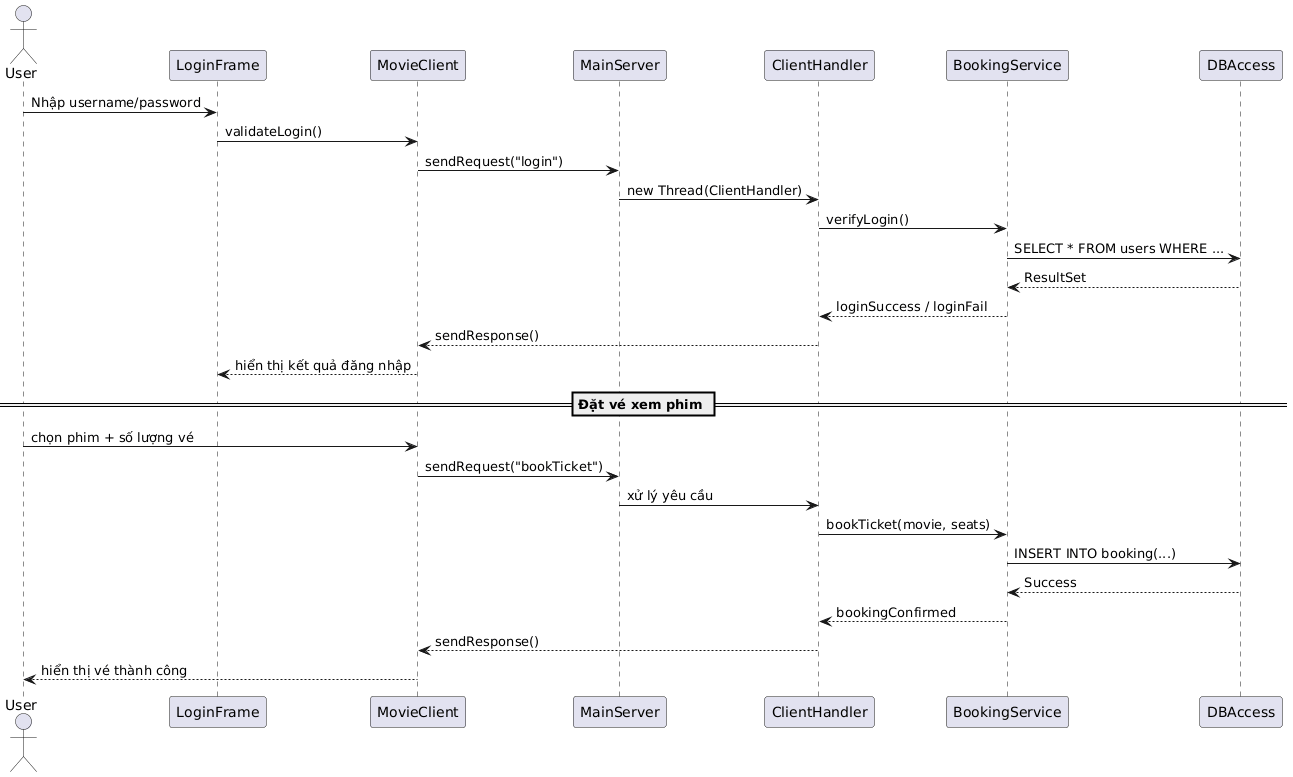 User
LoginFrame
MovieClient
MainServer
ClientHandler
BookingService
DBAccess
Nhập username/password
validateLogin()
sendRequest("login")
new Thread(ClientHandler)
verifyLogin()
SELECT * FROM users WHERE ...
ResultSet
loginSuccess / loginFail
sendResponse()
hiển thị kết quả đăng nhập
Đặt vé xem phim
chọn phim + số lượng vé
sendRequest("bookTicket")
xử lý yêu cầu
bookTicket(movie, seats)
INSERT INTO booking(...)
Success
bookingConfirmed
sendResponse()
hiển thị vé thành công
User
LoginFrame
MovieClient
MainServer
ClientHandler
BookingService
DBAccess